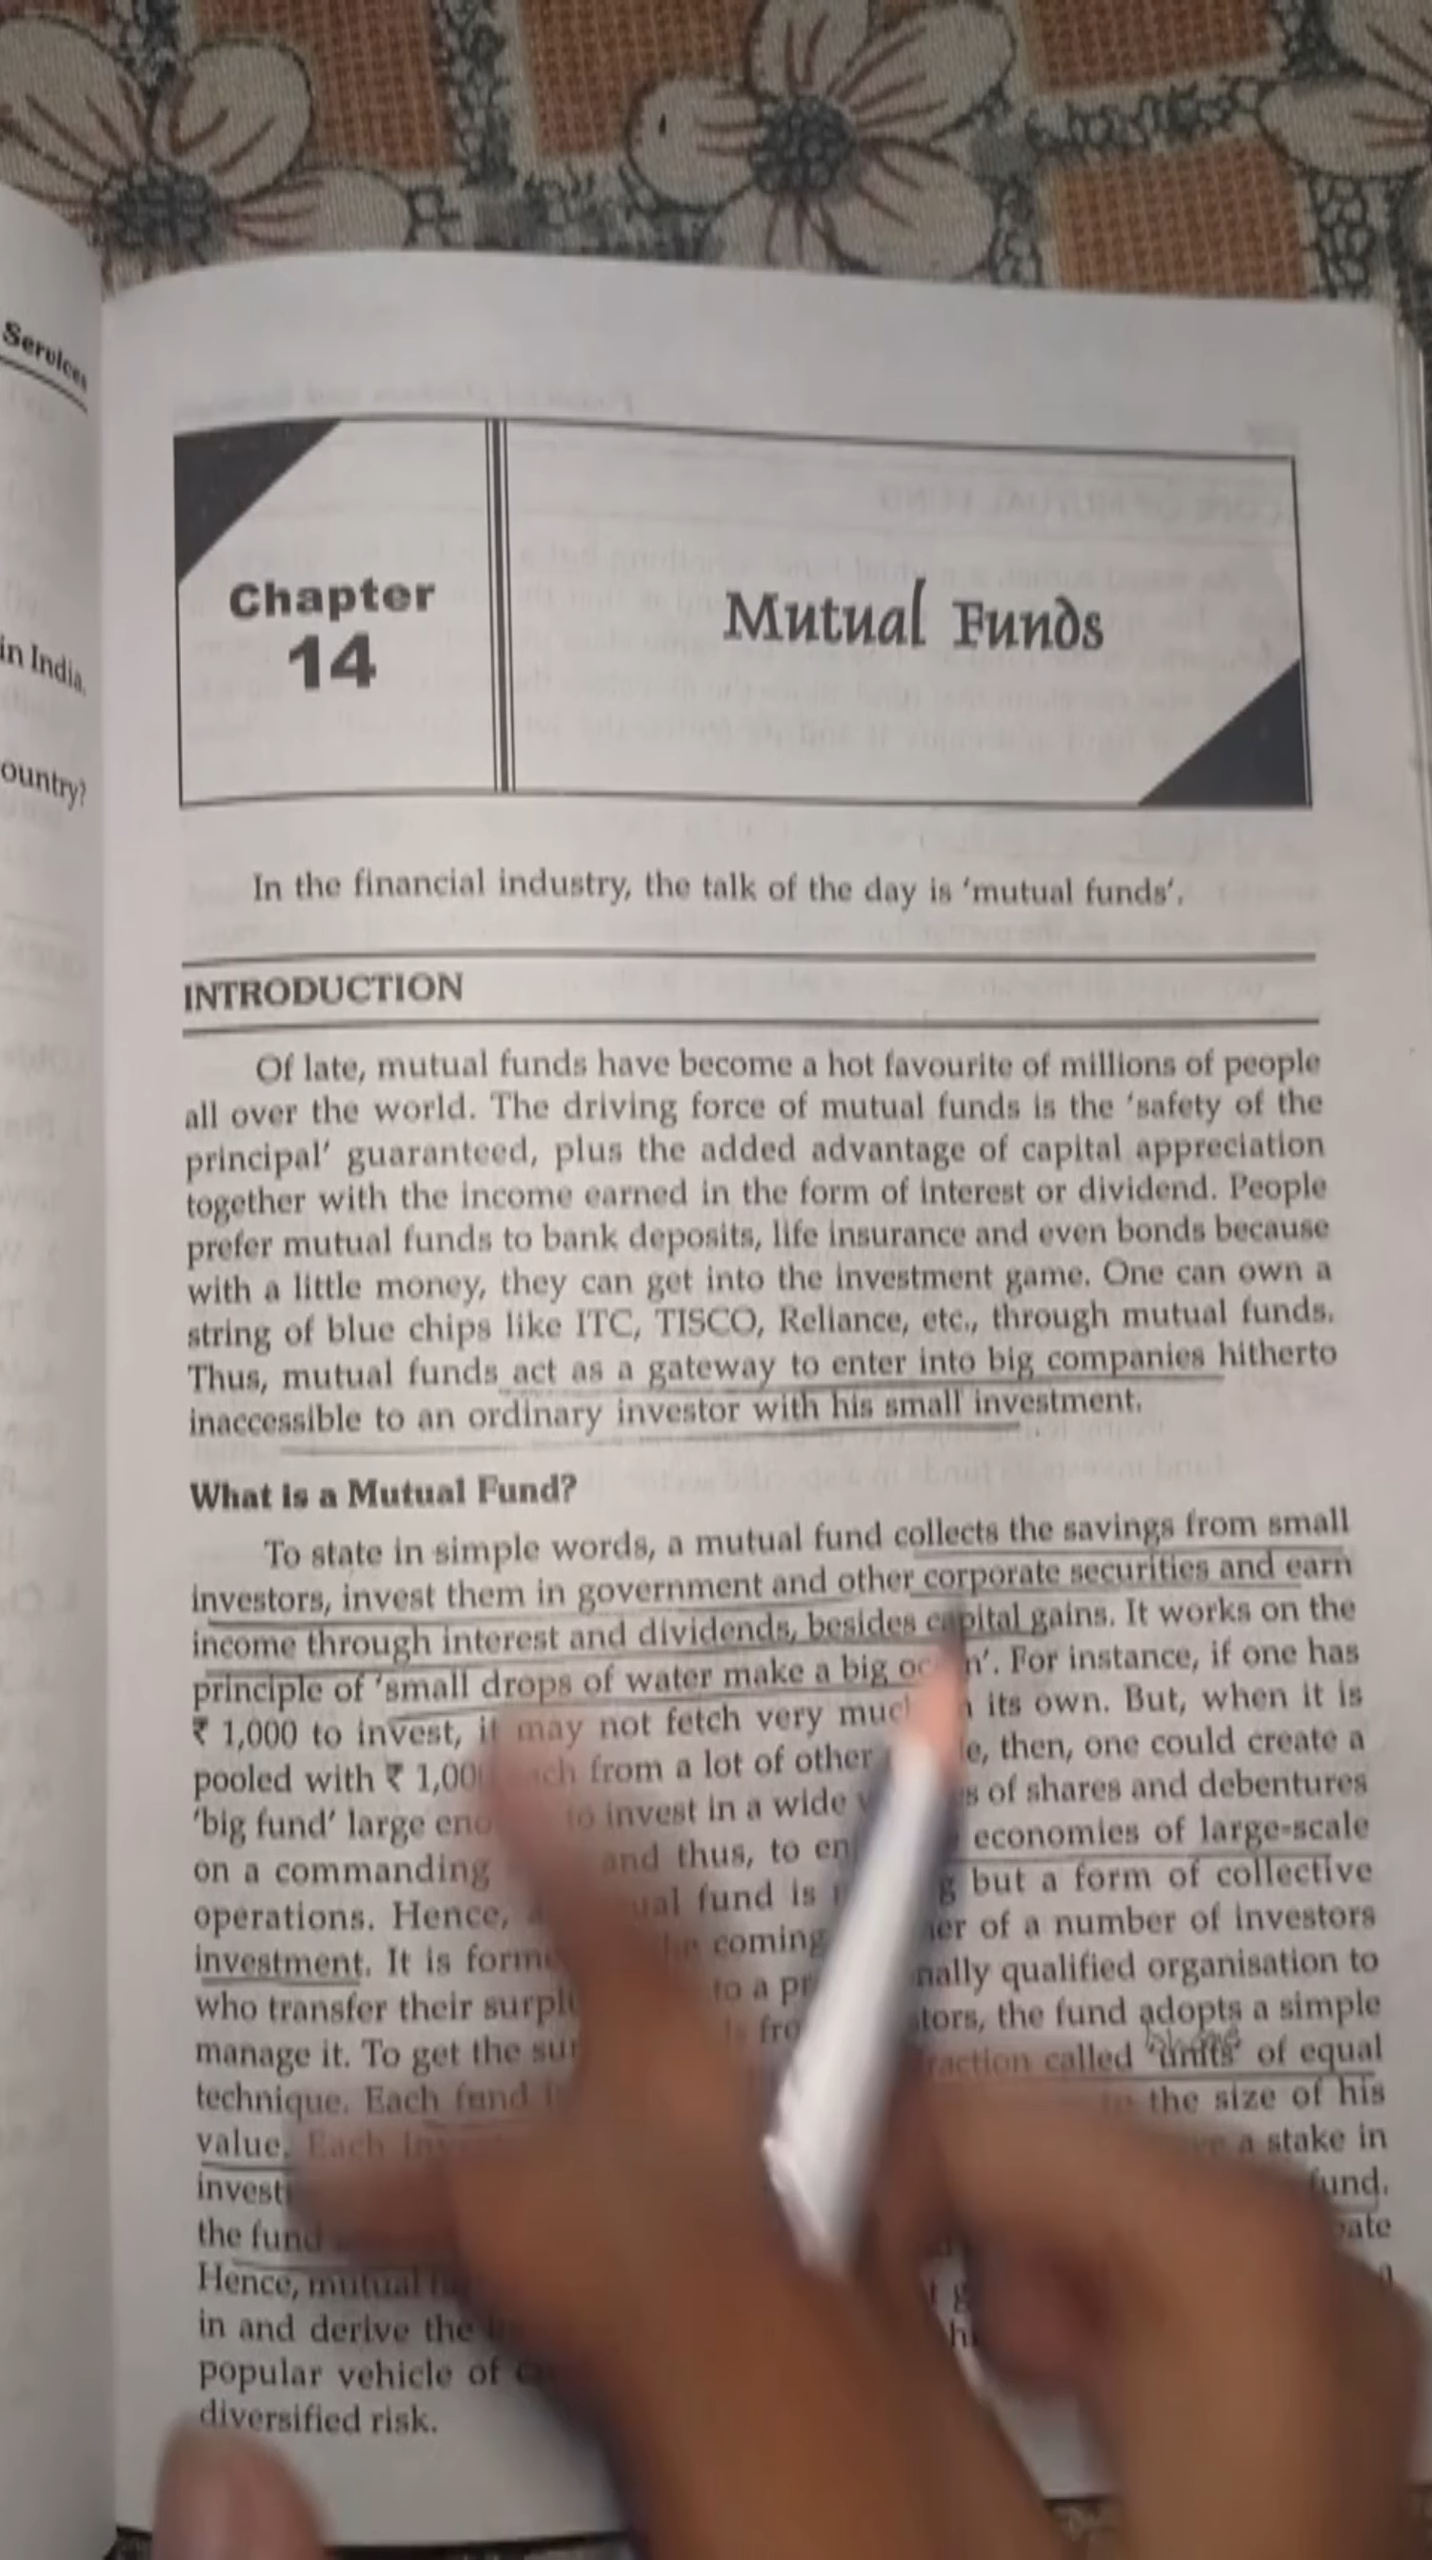 Services
in India.
ountry?
Chapter
14
Mutual Funds
In the financial industry, the talk of the day is 'mutual funds'.
INTRODUCTION
Of late, mutual funds have become a hot favourite of millions of people
all over the world. The driving force of mutual funds is the 'safety of the
principal' guaranteed, plus the added advantage of capital appreciation
together with the income earned in the form of interest or dividend. People
prefer mutual funds to bank deposits, life insurance and even bonds because
with a little money, they can get into the investment game. One can own a
string of blue chips like ITC, TISCO, Reliance, etc., through mutual funds.
Thus, mutual funds act as a gateway to enter into big companies hitherto
inaccessible to an ordinary investor with his small investment.
What is a Mutual Fund?
To state in simple words, a mutual fund collects the savings from small
investors, invest them in government and other corporate securities and earn
income through interest and dividends, besides capital gains. It works on the
principle of 'small drops of water make a big . For instance, if one has
₹ 1,000 to invest, it may not fetch very its own. But, when it is
pooled with ₹ from a lot of other then, one could create a
'big fund' large to invest in a wide of shares and debentures
on a commanding and thus, to economies of large-scale
operations. Hence, fund is but a form of collective
investment. It is coming of a number of investors
who transfer their to a qualified organisation to
manage it. To get the the fund adopts a simple
technique. Each fund called 'units' of equal
value. Each the size of his
a stake in
the fund fund.
Hence, mutual
in and derive the
popular vehicle of
diversified risk.